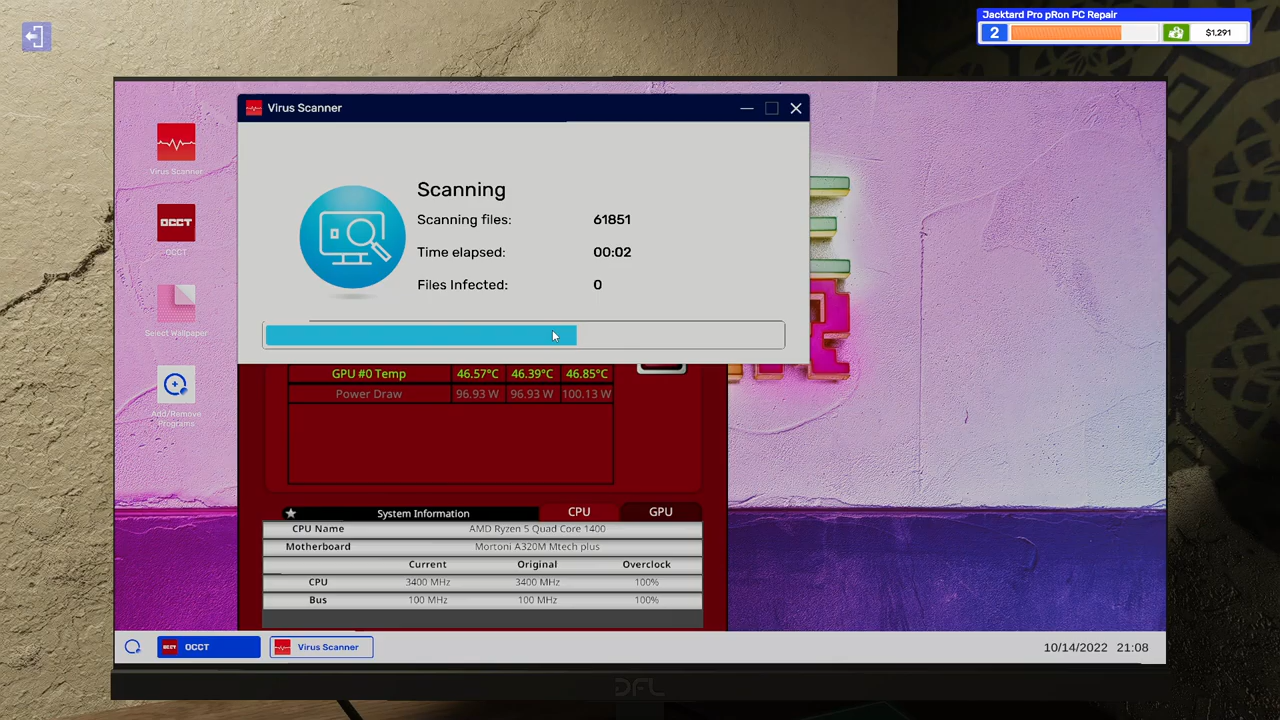 Jacktard Pro pRon PC Repair
2
$1,291
Virus Scanner
Scanning
Scanning files: 61851
Time elapsed: 00:02
Files Infected: 0
Virus Scanner
OCCT
OCCT
Select Wallpaper
Add/Remove
Programs
GPU #0 Temp 46.57°C 46.39°C 46.85°C
Power Draw 96.93 W 96.93 W 100.13 W
System Information CPU GPU
CPU Name AMD Ryzen 5 Quad Core 1400
Motherboard Mortoni A320M Mtech plus
Current Original Overclock
CPU 3400 MHz 3400 MHz 100%
Bus 100 MHz 100 MHz 100%
OCCT OCCT Virus Scanner 10/14/2022 21:08
DFL